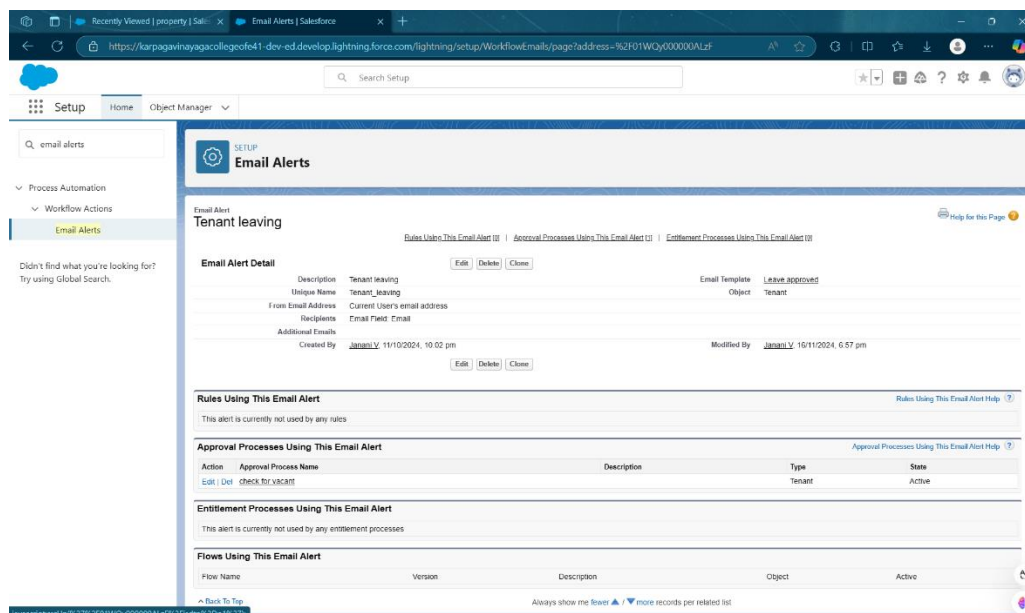 Recently Viewed | property | Sale
Email Alerts | Salesforce
https://karpagavinayagacollegeofe41-dev-ed.develop.lightning.force.com/lightning/setup/WorkflowEmails/page?address=%2F01WQy000000ALzF
Search Setup
Setup Home Object Manager
email alerts
SETUP
Email Alerts
Process Automation
Workflow Actions
Email Alerts
Didn't find what you're looking for?
Try using Global Search.
Email Alert
Tenant leaving
Help for this Page
Rules Using This Email Alert [0] | Approval Processes Using This Email Alert [1] | Entitlement Processes Using This Email Alert [0]
Email Alert Detail Edit Delete Clone
Description Tenant leaving Email Template Leave approved
Unique Name Tenant_leaving Object Tenant
From Email Address Current User's email address
Recipients Email Field: Email
Additional Emails
Created By Janani V, 11/10/2024, 10:02 pm Modified By Janani V, 16/11/2024, 6:57 pm
Edit Delete Clone
Rules Using This Email Alert Rules Using This Email Alert Help
This alert is currently not used by any rules
Approval Processes Using This Email Alert Approval Processes Using This Email Alert Help
Action Approval Process Name Description Type State
Edit | Del check for vacant Tenant Active
Entitlement Processes Using This Email Alert
This alert is currently not used by any entitlement processes
Flows Using This Email Alert
Flow Name Version Description Object Active
Back To Top Always show me fewer / more records per related list